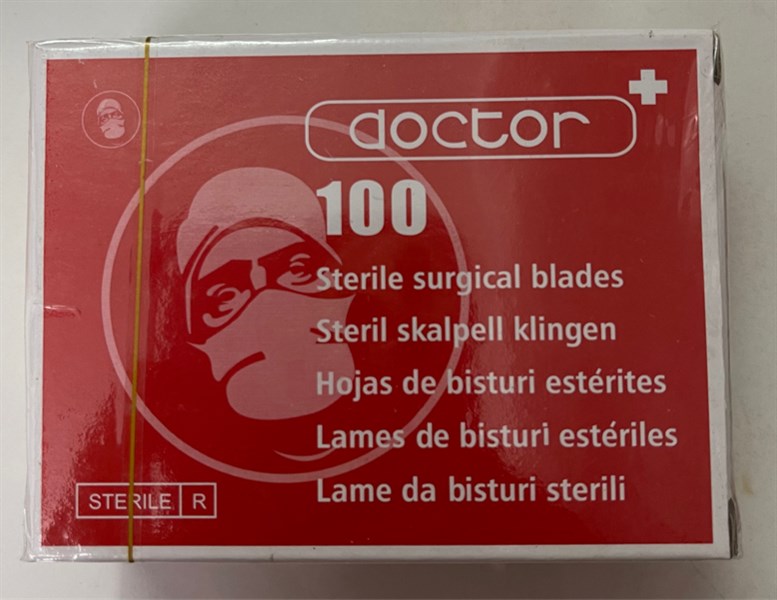 doctor
100
Sterile surgical blades
Steril skalpell klingen
Hojas de bisturi estérites
Lames de bisturi estériles
Lame da bisturi sterili
STERILE R